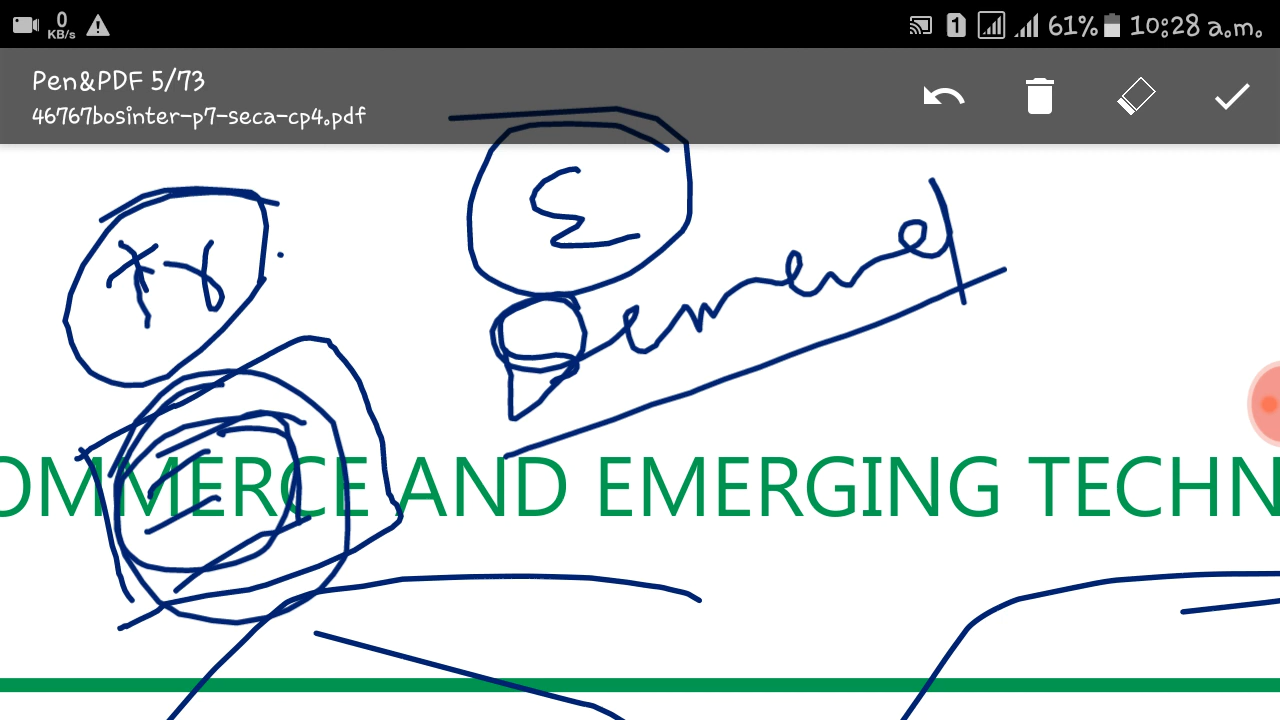 0
KB/s
1 61% 10:28 a.m.
Pen&PDF 5/73
46767bosinter-p7-seca-cp4.pdf
OMMERCE AND EMERGING TECHN